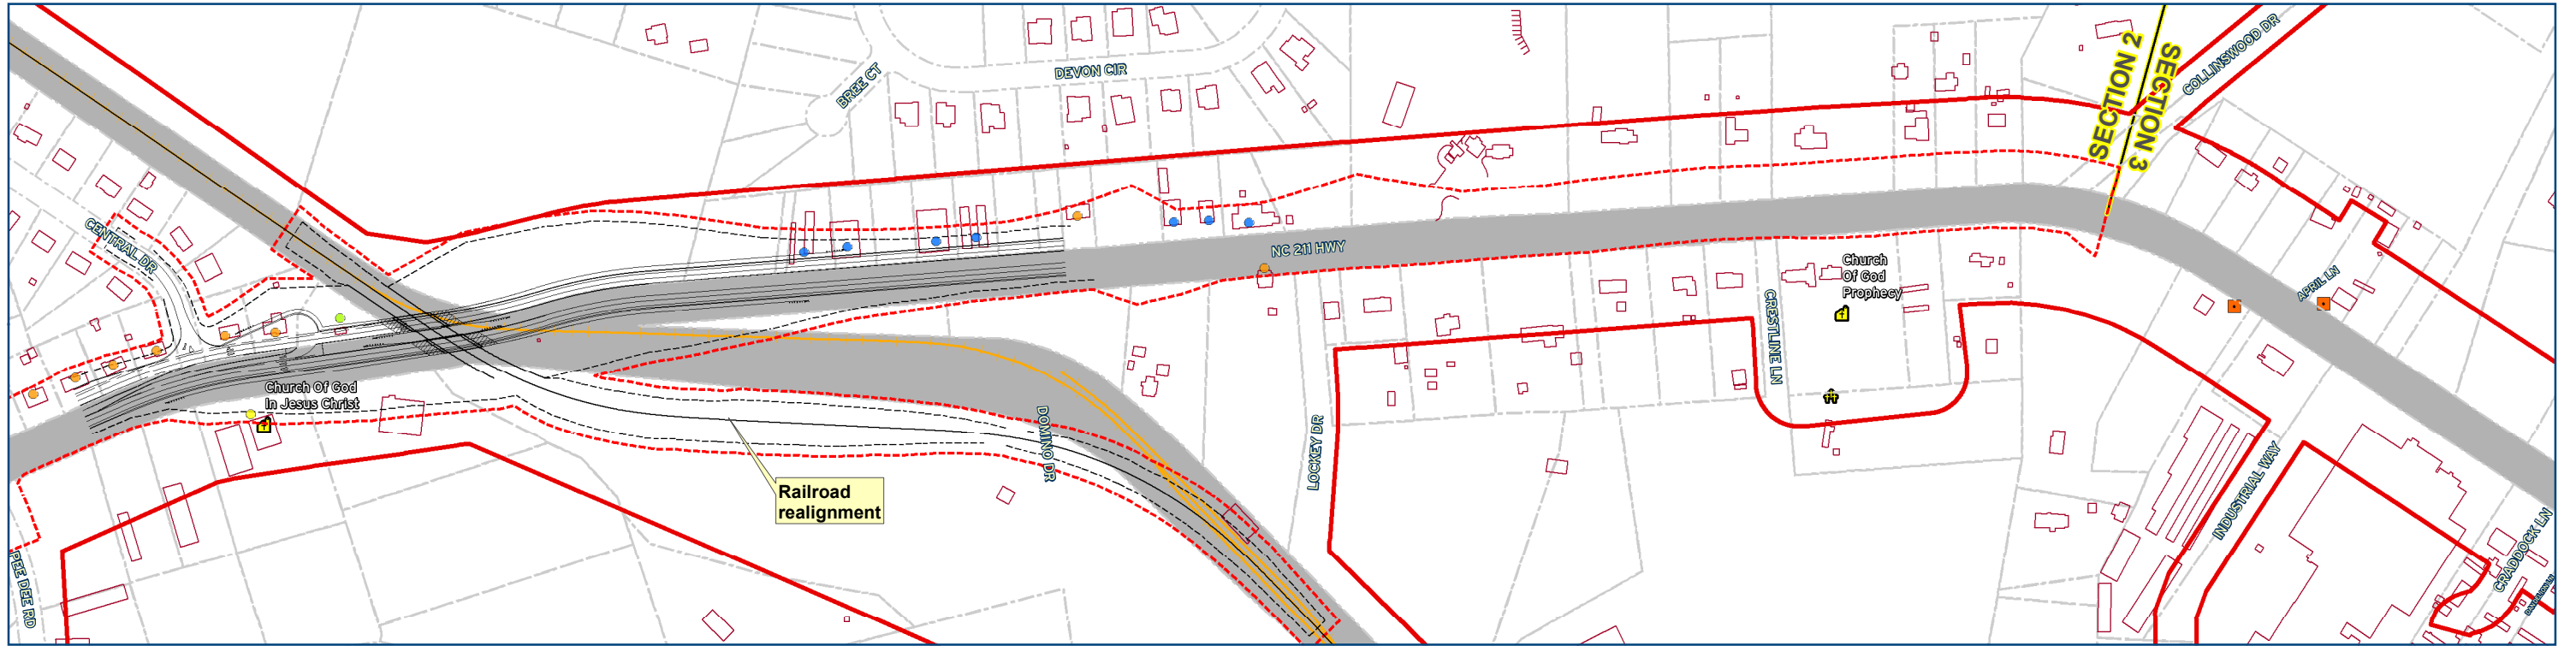 DEVON CIR
BREE CT
SECTION 2
SECTION 3
COLLINSWOOD DR
CENTRAL DR
NC 211 HWY
Church
Of God
Prophecy
CRESTLINE LN
APRIL LN
Church Of God
In Jesus Christ
DOMINO DR
LOCKEY DR
Railroad
realignment
INDUSTRIAL WAY
CRADDOCK LN
PEE DEE RD